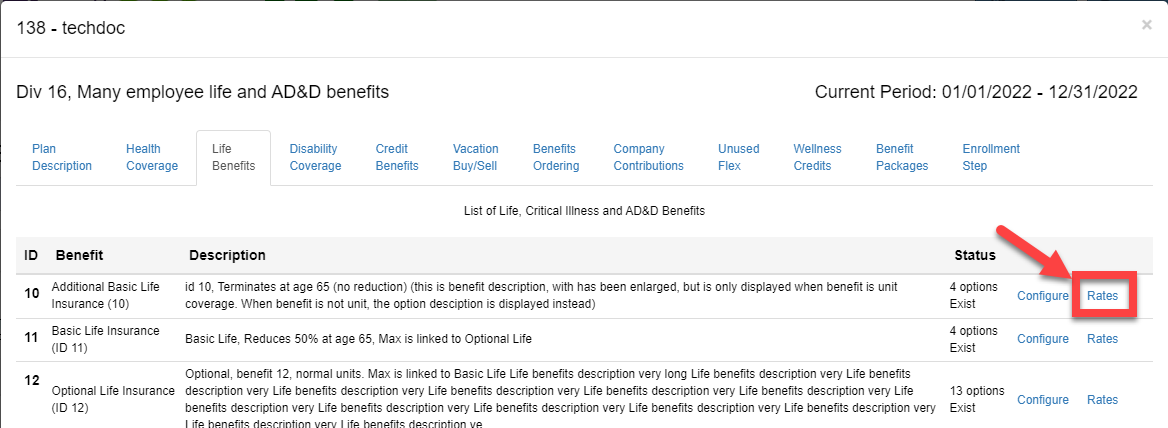 138 - techdoc
×
Div 16, Many employee life and AD&D benefits
Current Period: 01/01/2022 - 12/31/2022
Plan Description
Health Coverage
Life Benefits
Disability Coverage
Credit Benefits
Vacation Buy/Sell
Benefits Ordering
Company Contributions
Unused Flex
Wellness Credits
Benefit Packages
Enrollment Step
List of Life, Critical Illness and AD&D Benefits
ID Benefit Description Status
10 Additional Basic Life Insurance (10)
id 10, Terminates at age 65 (no reduction) (this is benefit description, with has been enlarged, but is only displayed when benefit is unit
coverage. When benefit is not unit, the option desciption is displayed instead)
4 options Exist
Configure Rates
11 Basic Life Insurance (ID 11)
Basic Life, Reduces 50% at age 65, Max is linked to Optional Life
4 options Exist
Configure Rates
12 Optional Life Insurance (ID 12)
Optional, benefit 12, normal units. Max is linked to Basic Life Life benefits description very long Life benefits description very Life benefits
description very Life benefits description very Life benefits description very Life benefits description very Life benefits description very Life
benefits description very Life benefits description very Life benefits description very Life benefits description very Life benefits description very
Life benefits description very Life benefits description ve
13 options Exist
Configure Rates